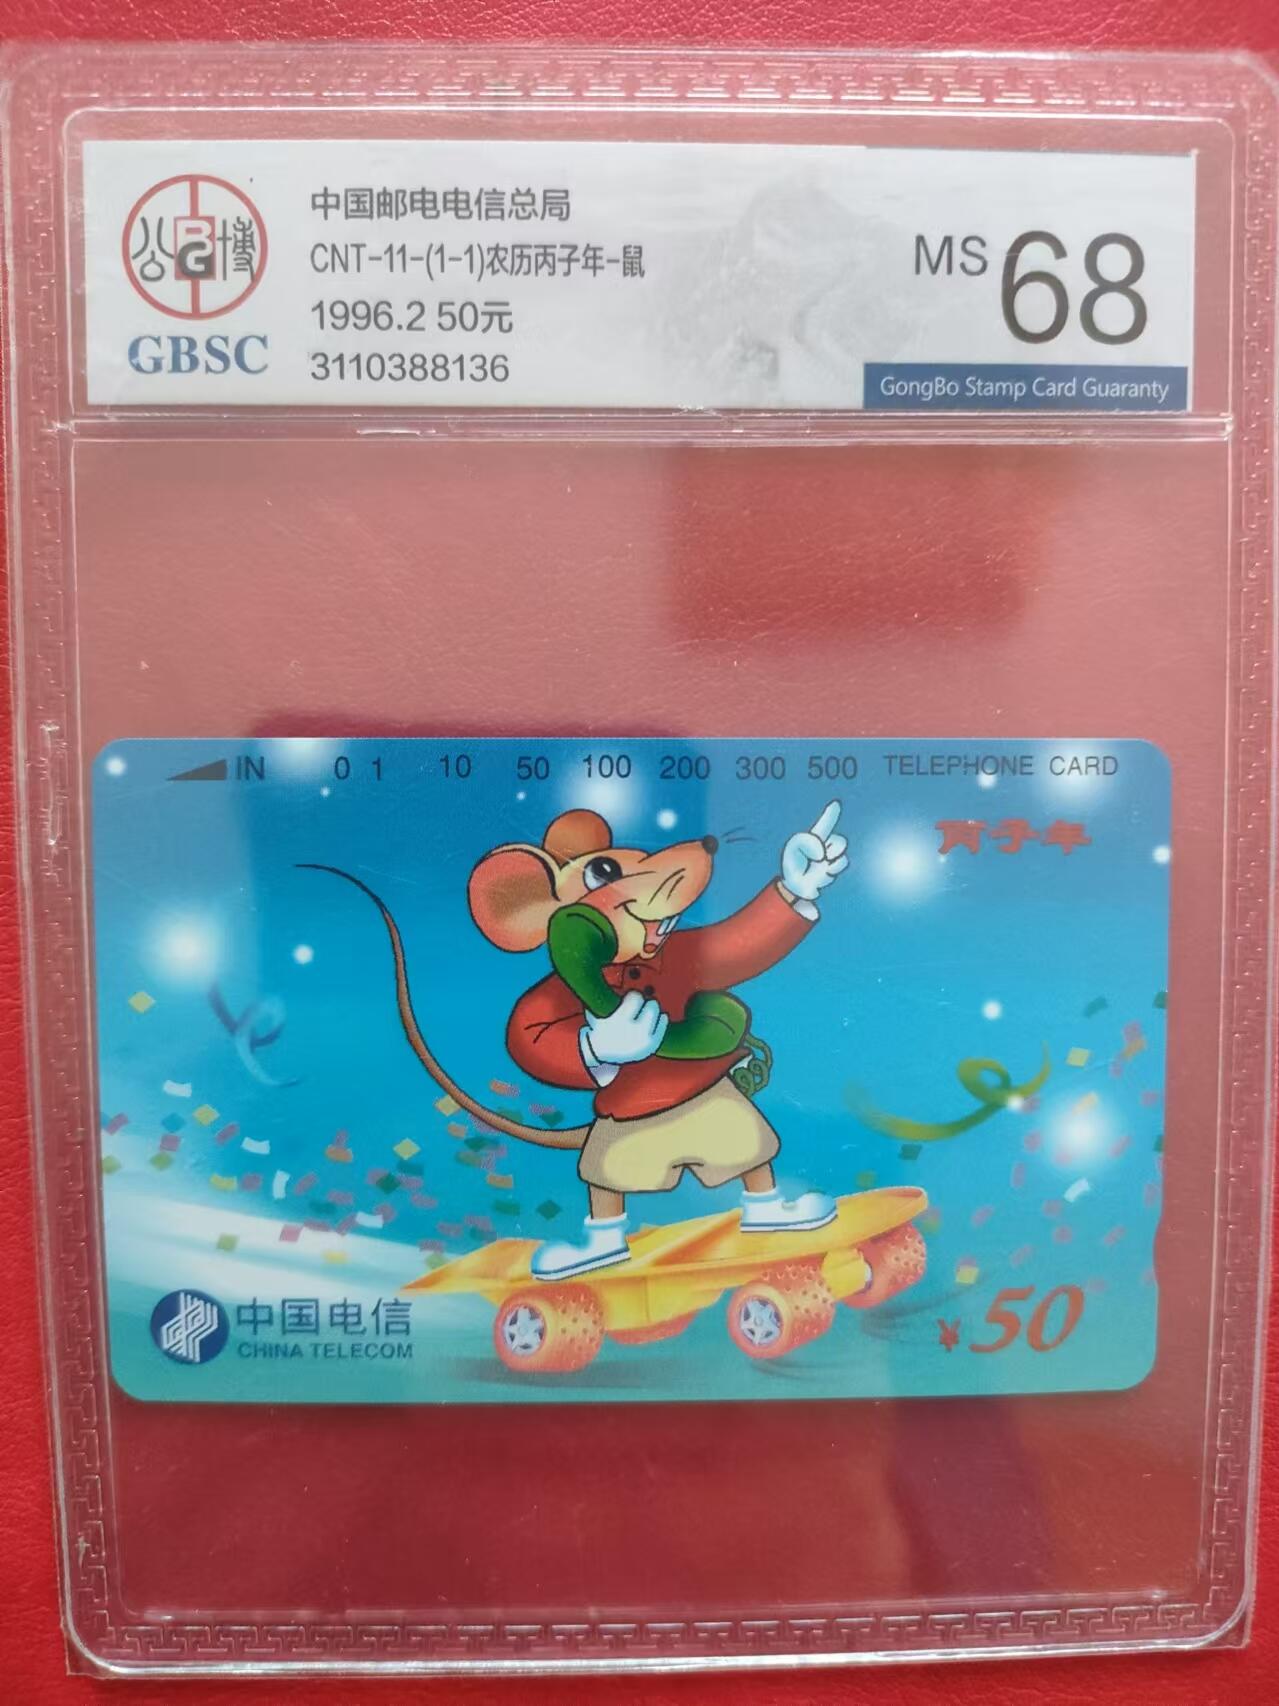 公博
BG
GBSC
中国邮电电信总局
CNT-11-(1-1)农历丙子年-鼠
1996.2 50元
3110388136
MS 68
GongBo Stamp Card Guaranty
IN 0 1 10 50 100 200 300 500 TELEPHONE CARD
丙子年
中国电信
CHINA TELECOM
¥50